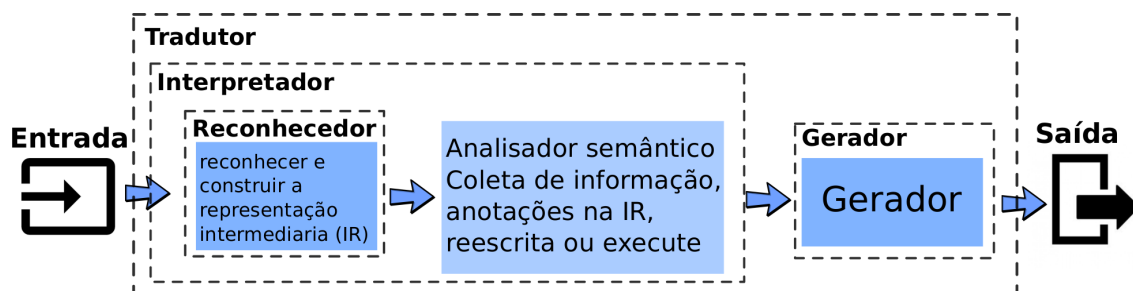 Tradutor
Interpretador
Entrada
Reconhecedor
reconhecer e
construir a
representação
intermediaria (IR)
Analisador semântico
Coleta de informação,
anotações na IR,
reescrita ou execute
Gerador
Gerador
Saída